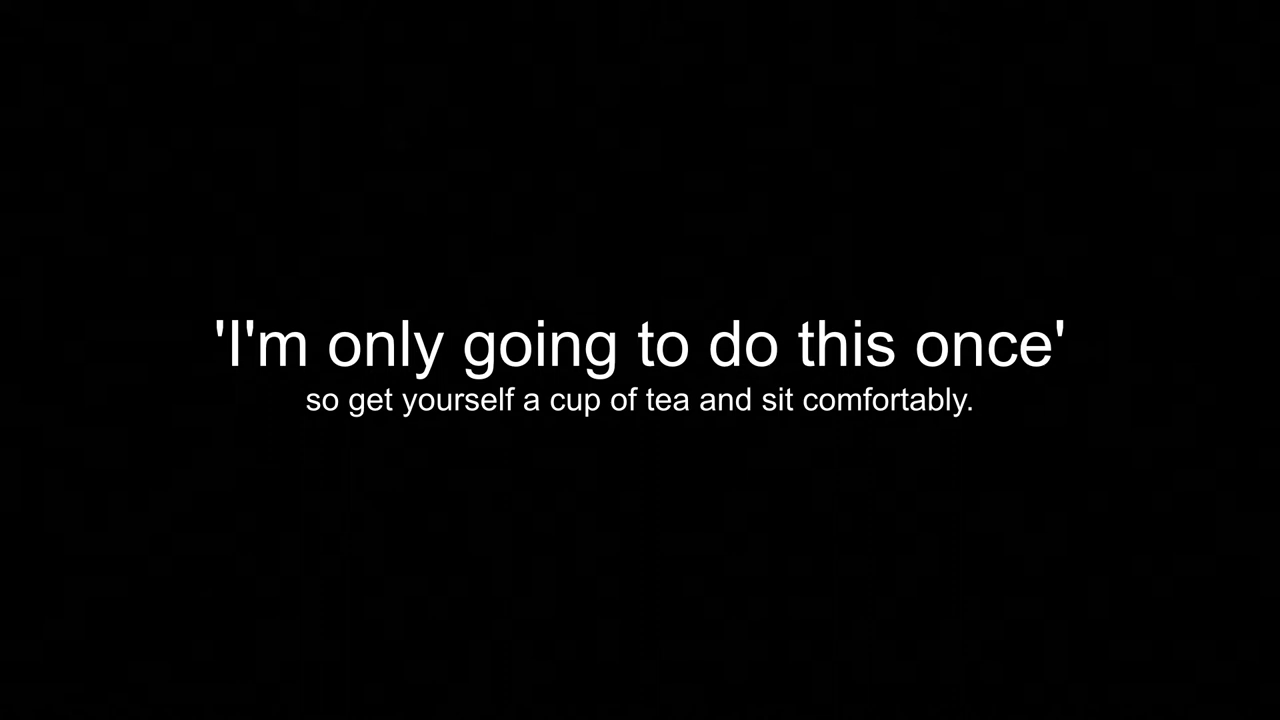 'I'm only going to do this once'
so get yourself a cup of tea and sit comfortably.